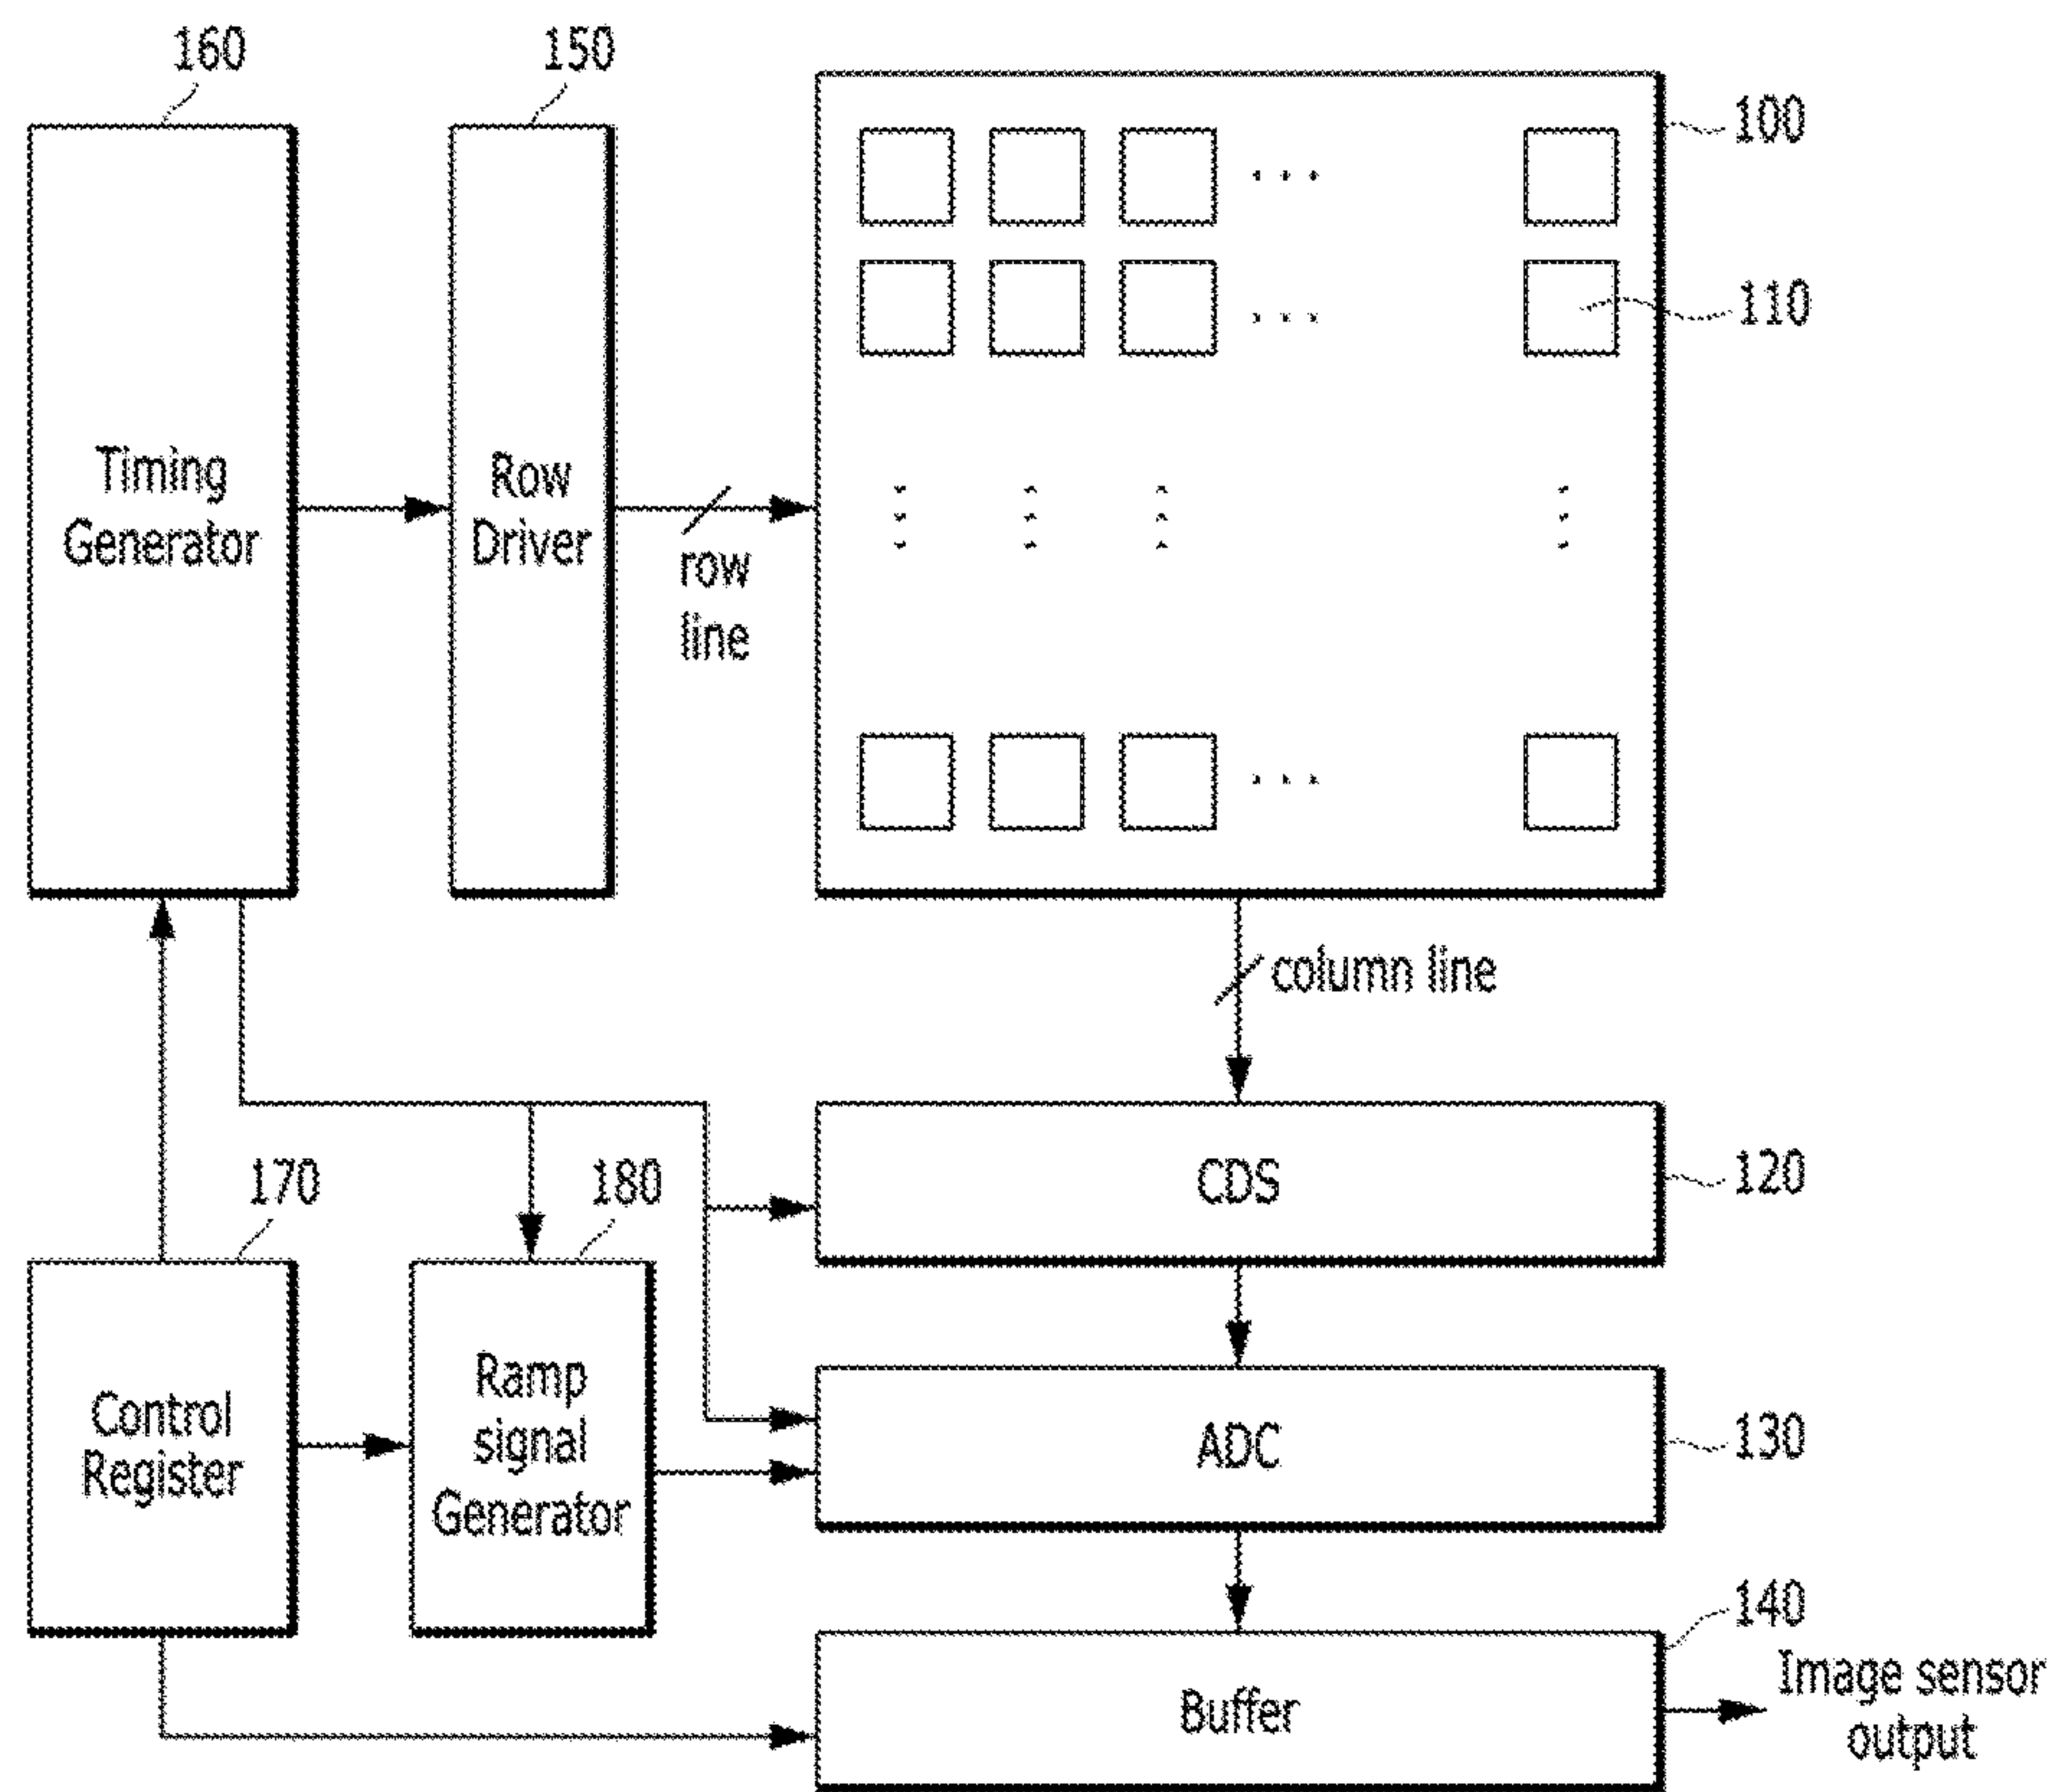 160
150
100
110
Timing
Generator
Row
Driver
row
line
column line
170
180
CDS
120
Control
Register
Ramp
signal
Generator
ADC
130
140
Buffer
Image sensor
output